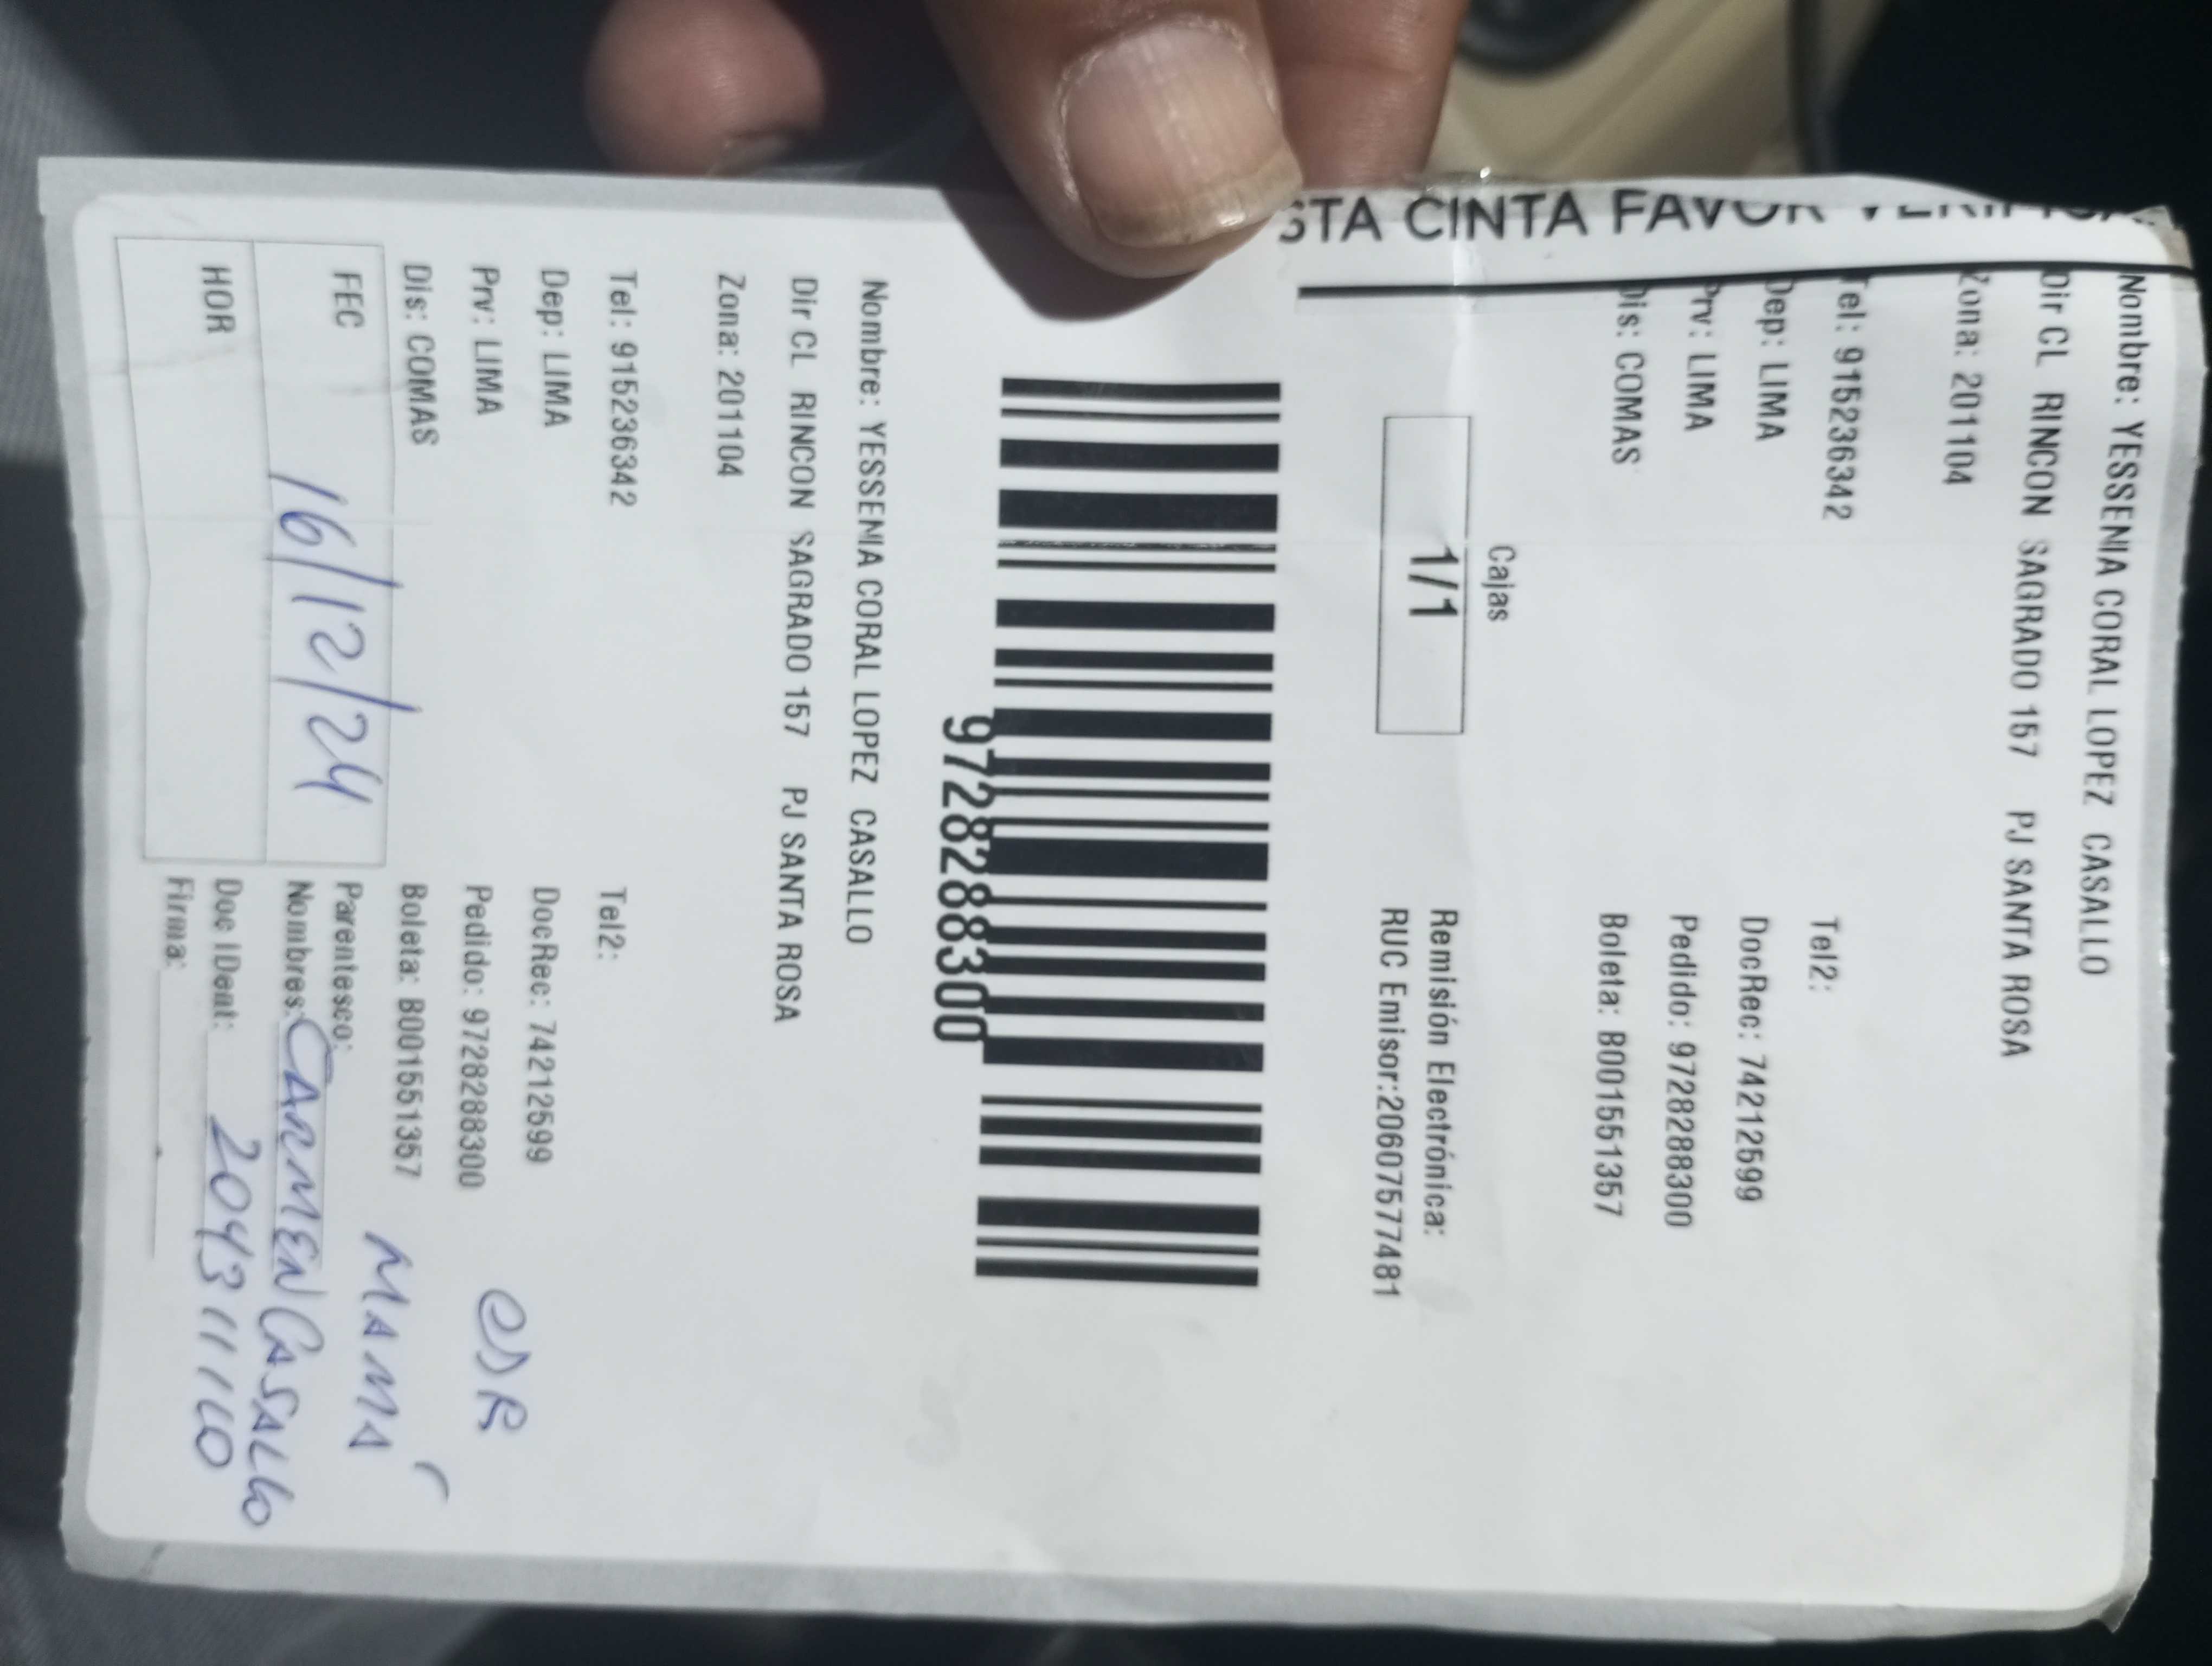 STA CINTA FAVOR VERIFICA
Nombre: YESSENIA CORAL LOPEZ CASALLO
Dir CL RINCON SAGRADO 157 PJ SANTA ROSA
Zona: 201104
Tel: 915236342 Tel2:
Dep: LIMA DocRec: 74212599
Prv: LIMA Pedido: 9728288300
Dis: COMAS Boleta: B001551357
Cajas
1/1
Remisión Electrónica:
RUC Emisor:20607577481
9728288300
Nombre: YESSENIA CORAL LOPEZ CASALLO
Dir CL RINCON SAGRADO 157 PJ SANTA ROSA
Zona: 201104
Tel: 915236342 Tel2:
Dep: LIMA DocRec: 74212599
Prv: LIMA Pedido: 9728288300
Dis: COMAS Boleta: B001551357
FEC 16/12/24 Parentesco: MAMÁ
Nombres: CARMEN CASALLO
HOR Doc IDent:
Firma: